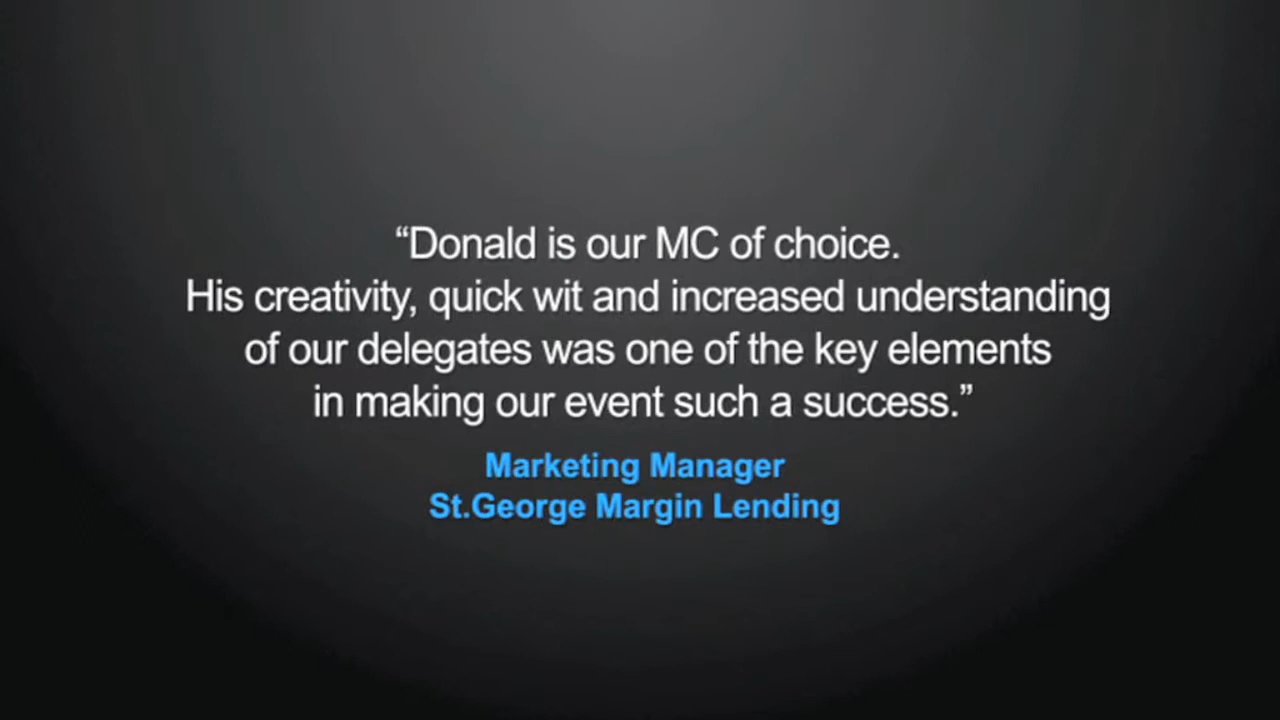 “Donald is our MC of choice.
His creativity, quick wit and increased understanding
of our delegates was one of the key elements
in making our event such a success.”
Marketing Manager
St.George Margin Lending